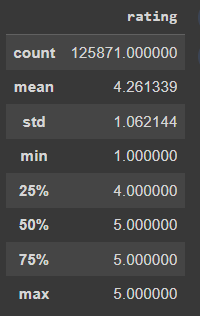 rating
count 125871.000000
mean 4.261339
std 1.062144
min 1.000000
25% 4.000000
50% 5.000000
75% 5.000000
max 5.000000